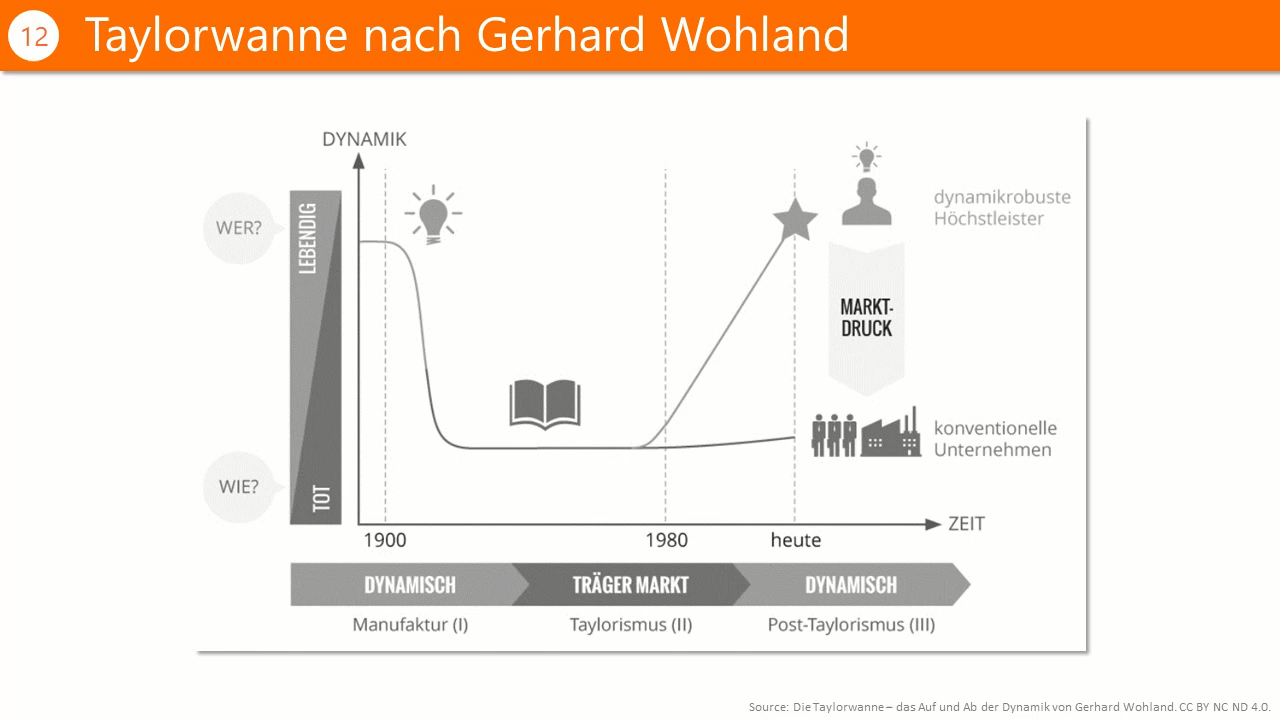 12
Taylorwanne nach Gerhard Wohland
DYNAMIK
WER?
LEBENDIG
dynamikrobuste
Höchstleister
MARKT-
DRUCK
konventionelle
Unternehmen
WIE?
TOT
ZEIT
1900
1980
heute
DYNAMISCH
TRÄGER MARKT
DYNAMISCH
Manufaktur (I)
Taylorismus (II)
Post-Taylorismus (III)
Source: Die Taylorwanne – das Auf und Ab der Dynamik von Gerhard Wohland. CC BY NC ND 4.0.